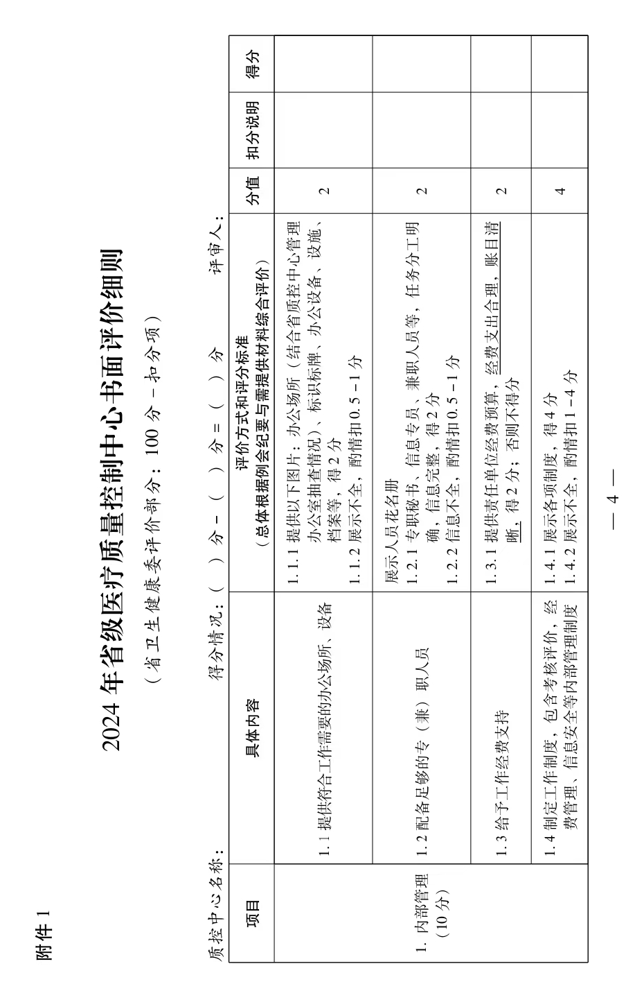 附件 1
2024 年省级医疗质量控制中心书面评价细则
（省卫生健康委评价部分：100 分－扣分项）
质控中心名称：
得分情况：（ ）分－（ ）分＝（ ）分
评审人：
项目
具体内容
评价方式和评分标准
（总体根据例会纪要与需提供材料综合评价）
分值
扣分说明
得分
1. 内部管理
（10 分）
1. 1 提供符合工作需要的办公场所、设备
1. 1. 1 提供以下图片：办公场所（结合省质控中心管理
办公室抽查情况）、标识标牌、办公设备、设施、
档案等，得 2 分
1. 1. 2 展示不全，酌情扣 0. 5－1 分
2
1. 2 配备足够的专（兼）职人员
展示人员花名册
1. 2. 1 专职秘书、信息专员、兼职人员等，任务分工明
确，信息完整，得 2 分
1. 2. 2 信息不全，酌情扣 0. 5－1 分
2
1. 3 给予工作经费支持
1. 3. 1 提供责任单位经费预算，经费支出合理，账目清
晰，得 2 分；否则不得分
2
1. 4 制定工作制度，包含考核评价，经
费管理、信息安全等内部管理制度
1. 4. 1 展示各项制度，得 4 分
1. 4. 2 展示不全，酌情扣 1－4 分
4
— 4 —